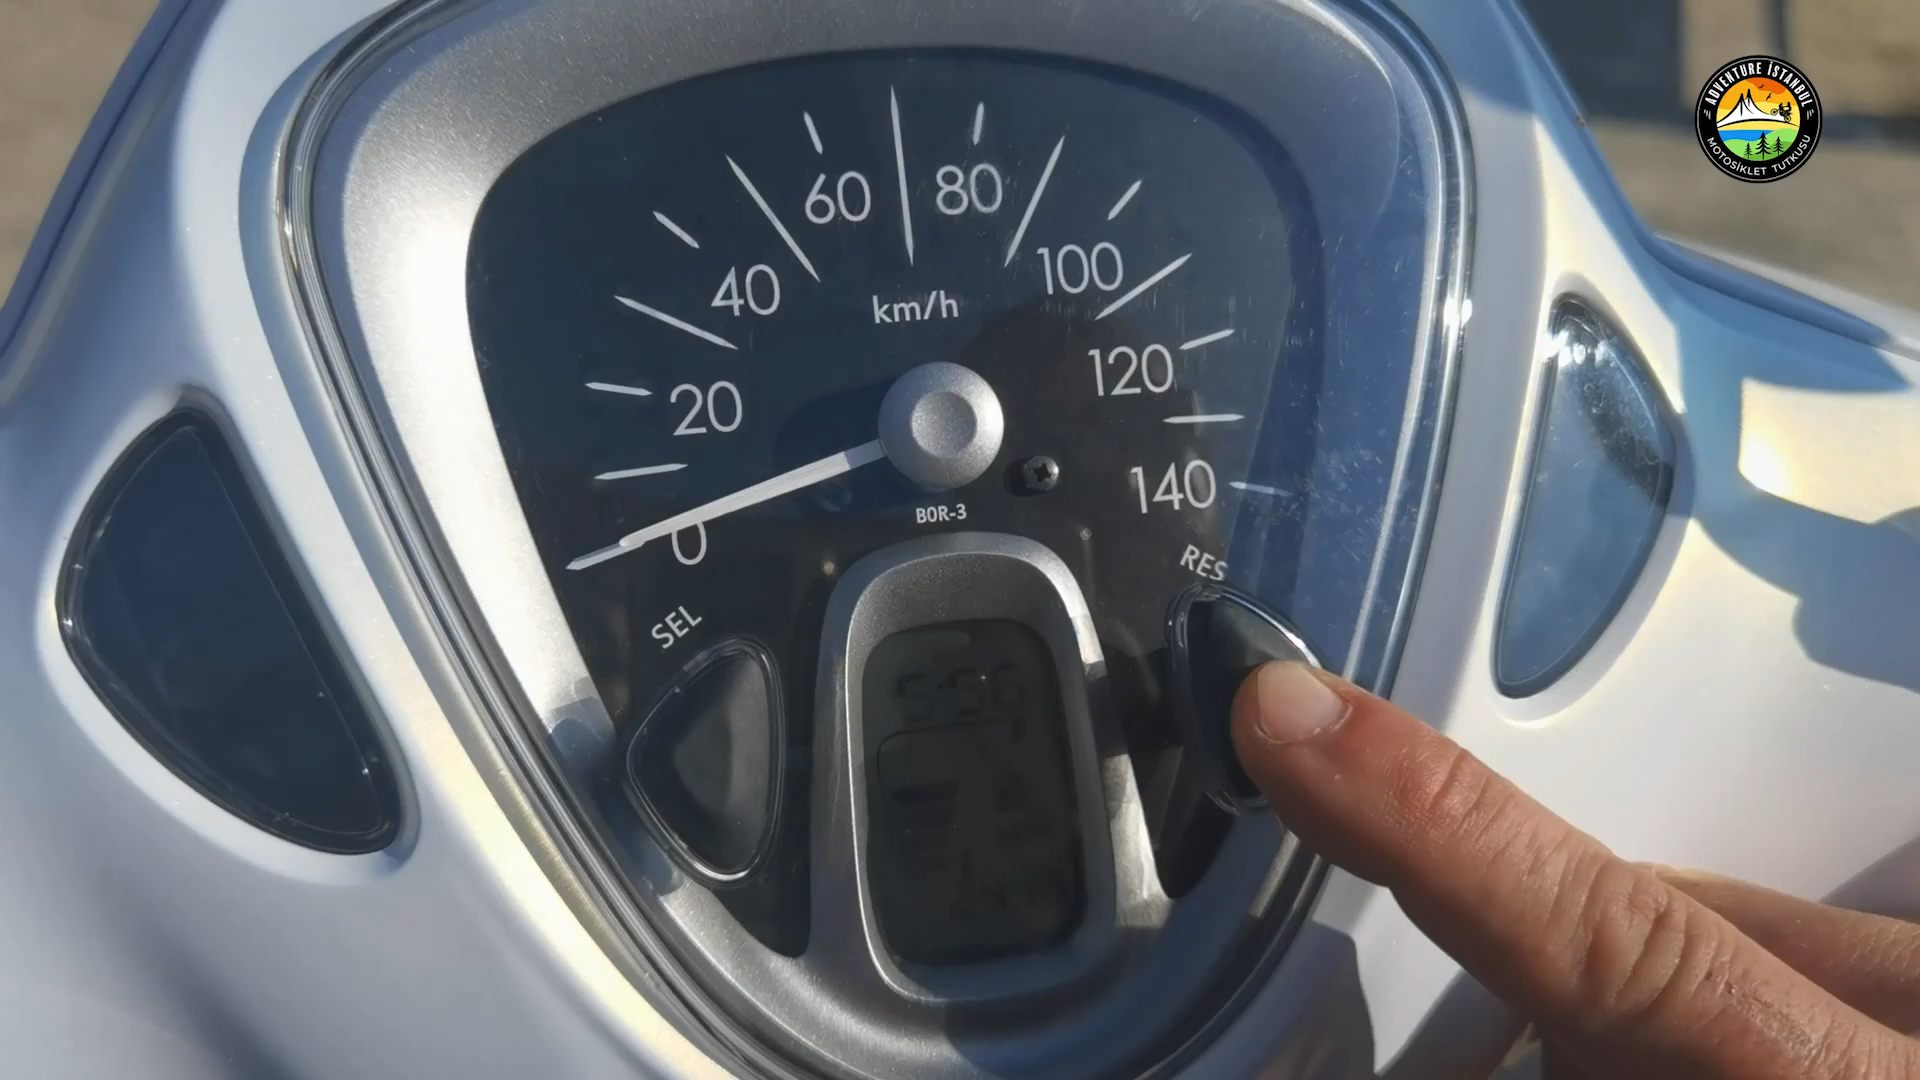 ADVENTURE İSTANBUL
MOTOSİKLET TUTKUSU
60
80
40
100
km/h
20
120
0
140
BOR-3
SEL
RES
5:56